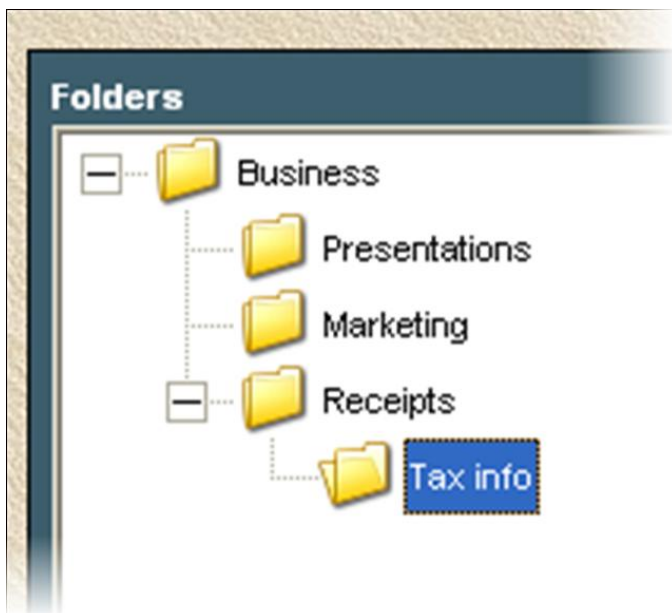 Folders
Business
Presentations
Marketing
Receipts
Tax info